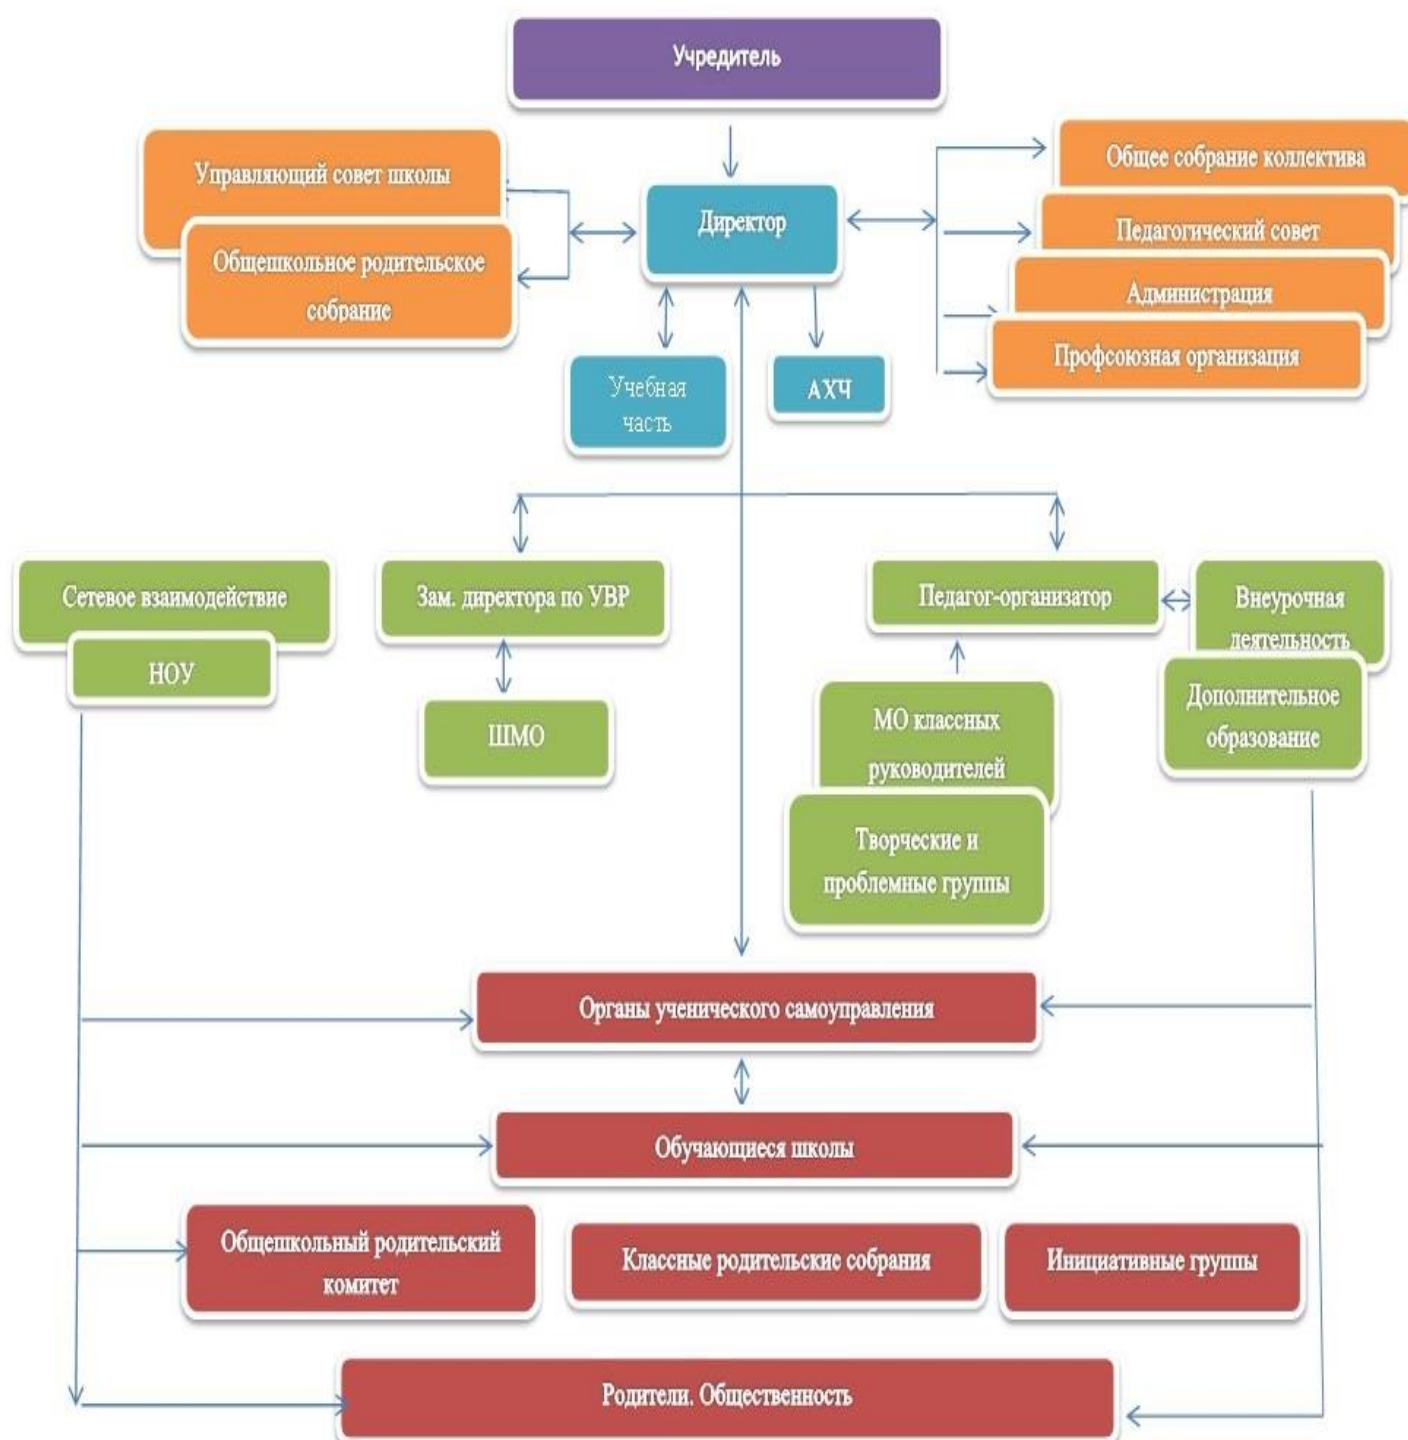 Учредитель
Управляющий совет школы
Общешкольное родительское
собрание
Директор
Общее собрание коллектива
Педагогический совет
Администрация
Профсоюзная организация
Учебная
часть
АХЧ
Сетевое взаимодействие
НОУ
Зам. директора по УВР
ШМО
Педагог-организатор
Внеурочная
деятельность
МО классных
руководителей
Дополнительное
образование
Творческие и
проблемные группы
Органы ученического самоуправления
Обучающиеся школы
Общешкольный родительский
комитет
Классные родительские собрания
Инициативные группы
Родители. Общественность